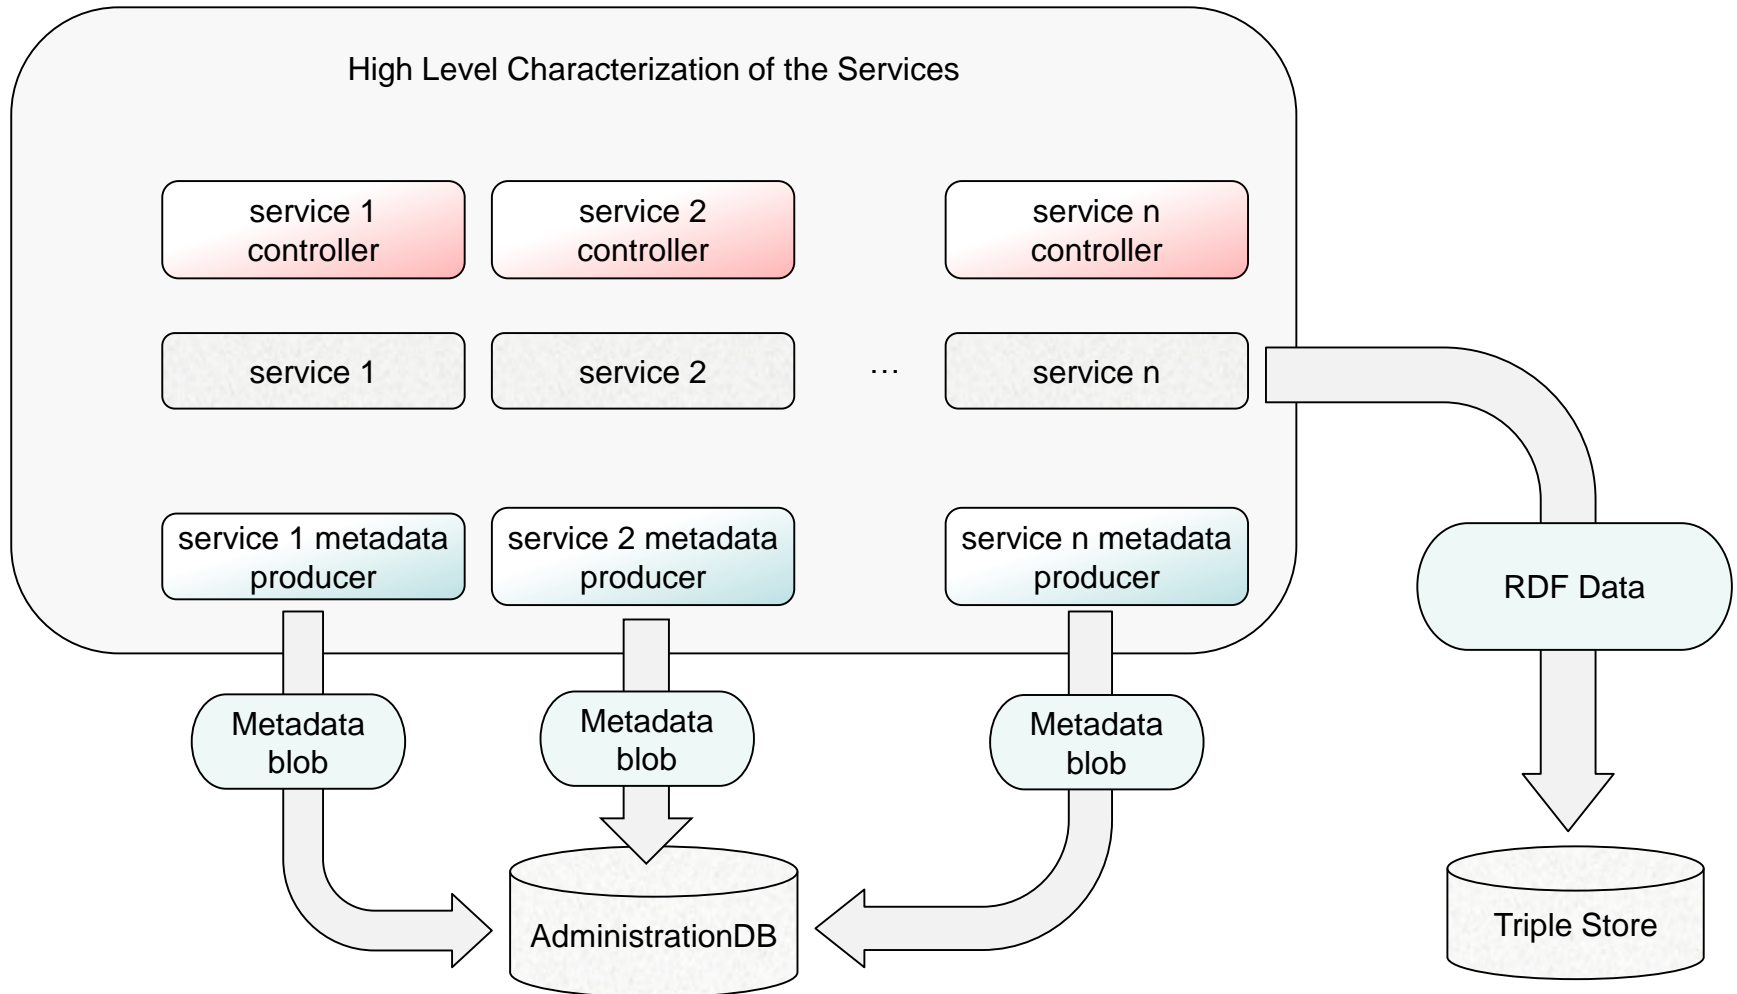 High Level Characterization of the Services
service 1
controller
service 2
controller
service n
controller
service 1
service 2
...
service n
service 1 metadata
producer
service 2 metadata
producer
service n metadata
producer
RDF Data
Metadata
blob
Metadata
blob
Metadata
blob
AdministrationDB
Triple Store